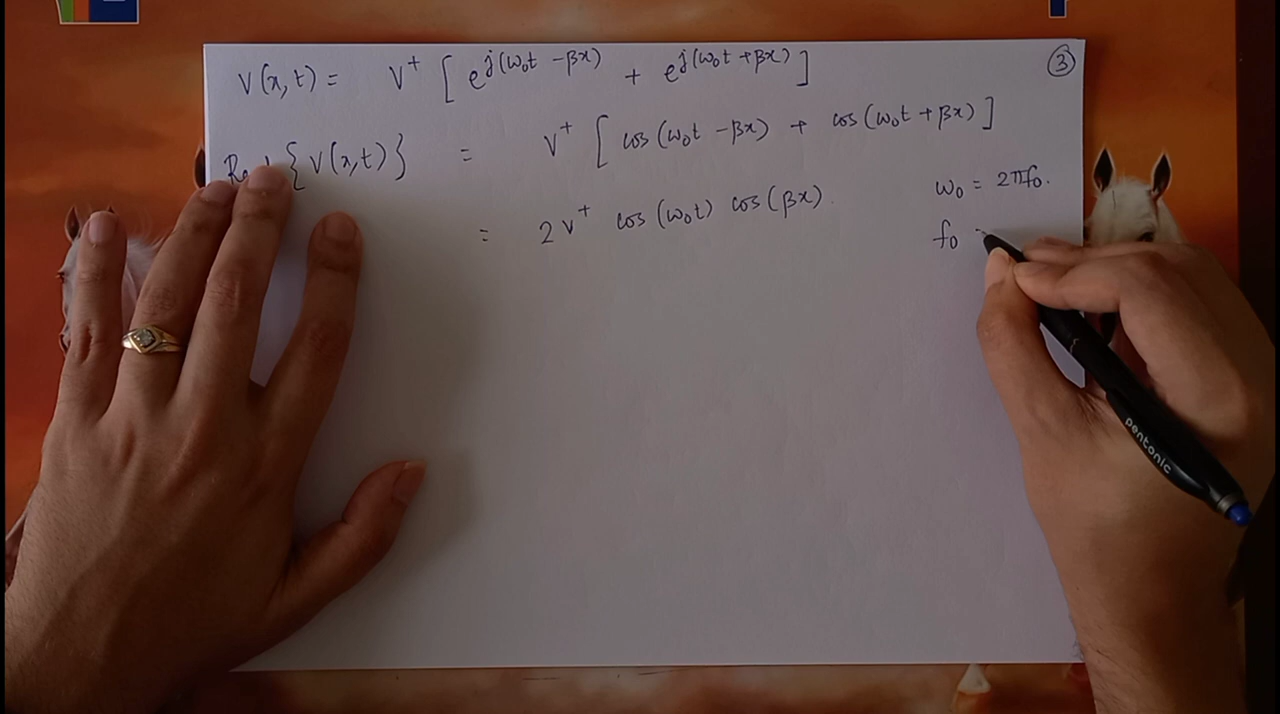 V(x,t) = V⁺ [ e^{j(ω₀t − βx)} + e^{j(ω₀t + βx)} ]
③
{V(x,t)} = V⁺ [ cos(ω₀t − βx) + cos(ω₀t + βx) ]
= 2V⁺ cos(ω₀t) cos(βx).
ω₀ = 2πf₀.
f₀ =
pentonic